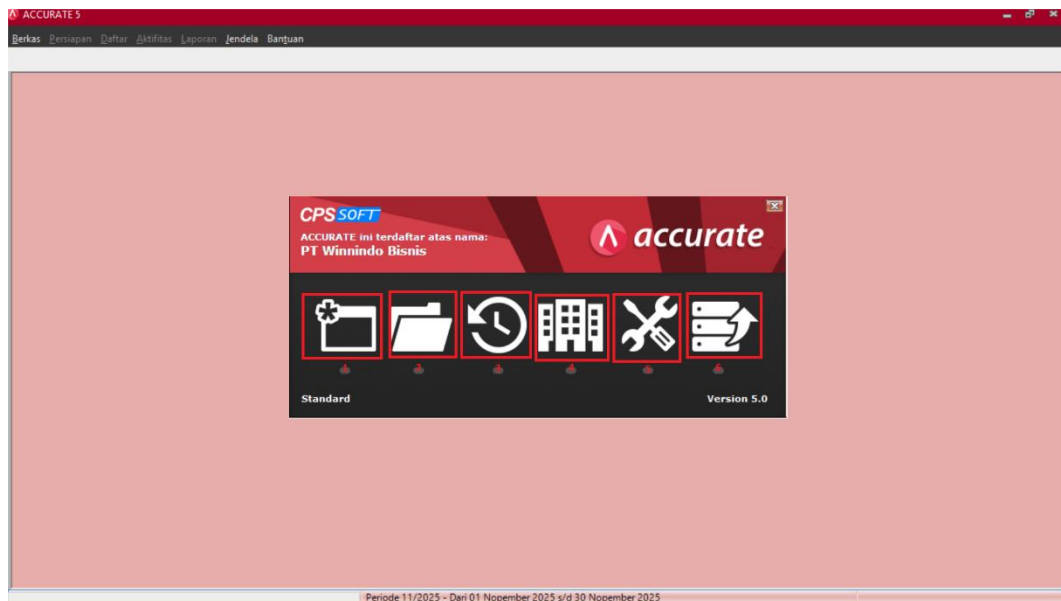 ACCURATE 5
Berkas Persiapan Daftar Aktifitas Laporan Jendela Bantuan
CPS SOFT
ACCURATE ini terdaftar atas nama:
PT Winnindo Bisnis
accurate
Standard
Version 5.0
Periode 11/2025 - Dari 01 Nopember 2025 s/d 30 Nopember 2025